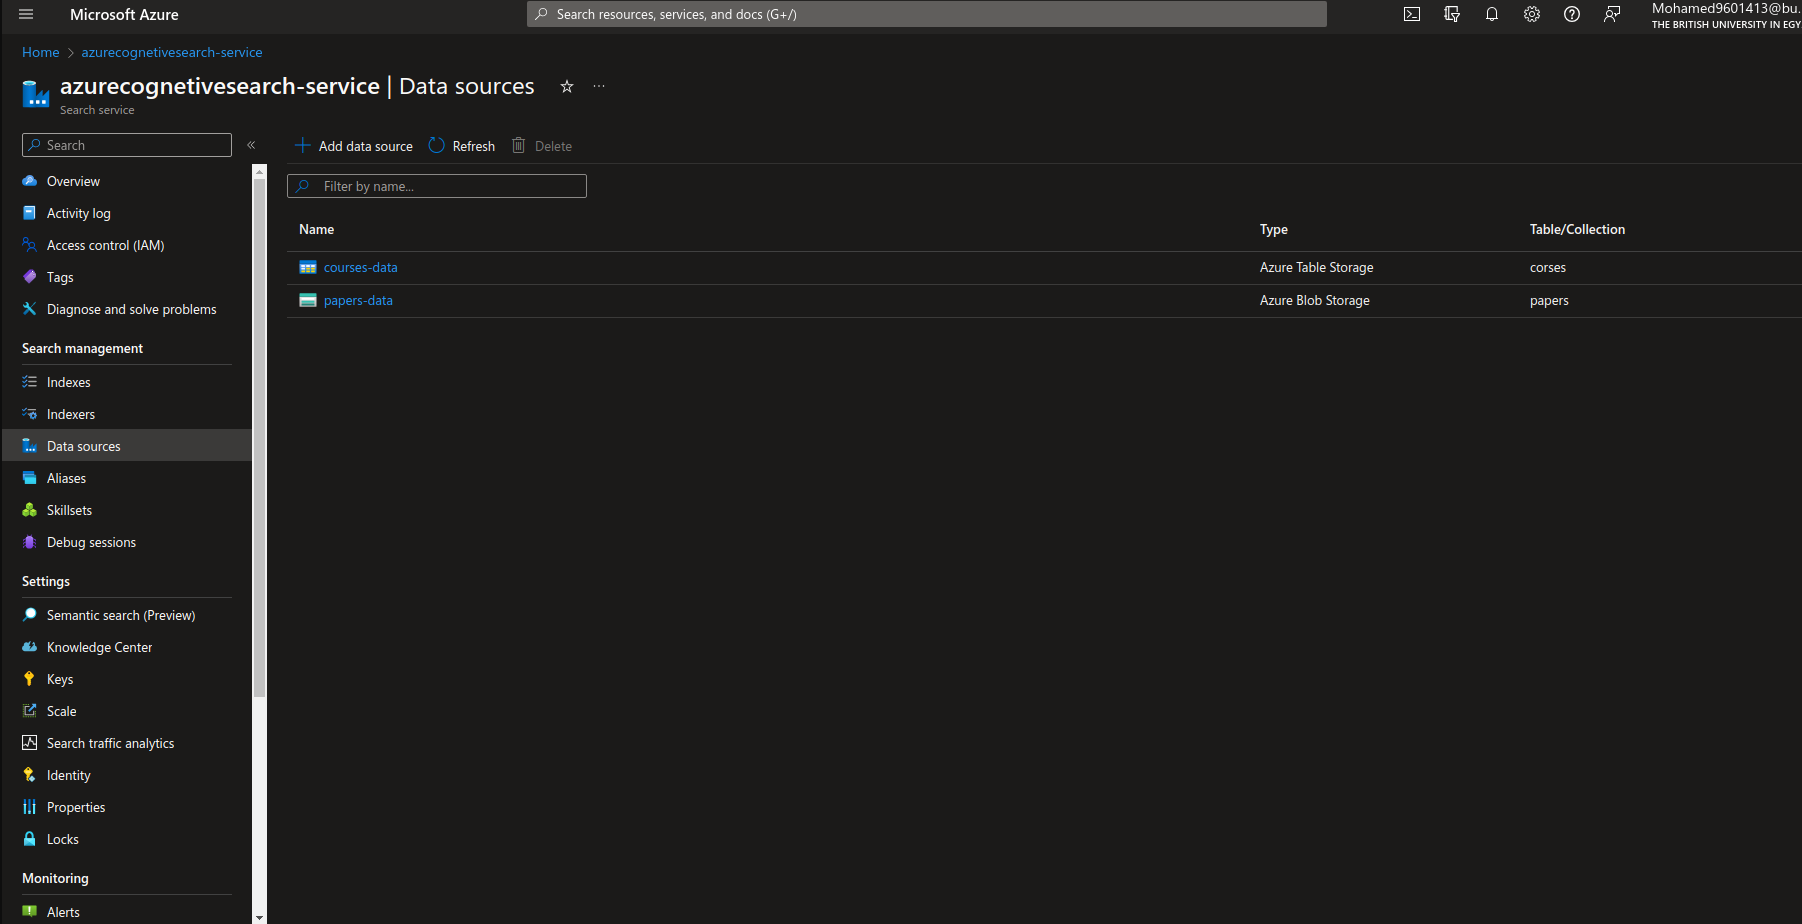 Microsoft Azure
Search resources, services, and docs (G+/)
Mohamed9601413@bu.
THE BRITISH UNIVERSITY IN EGY
Home > azurecognetivesearch-service
azurecognetivesearch-service | Data sources
Search service
Search
Add data source
Refresh
Delete
Filter by name...
Overview
Activity log
Access control (IAM)
Tags
Diagnose and solve problems
Search management
Indexes
Indexers
Data sources
Aliases
Skillsets
Debug sessions
Settings
Semantic search (Preview)
Knowledge Center
Keys
Scale
Search traffic analytics
Identity
Properties
Locks
Monitoring
Alerts
Name Type Table/Collection
courses-data Azure Table Storage corses
papers-data Azure Blob Storage papers